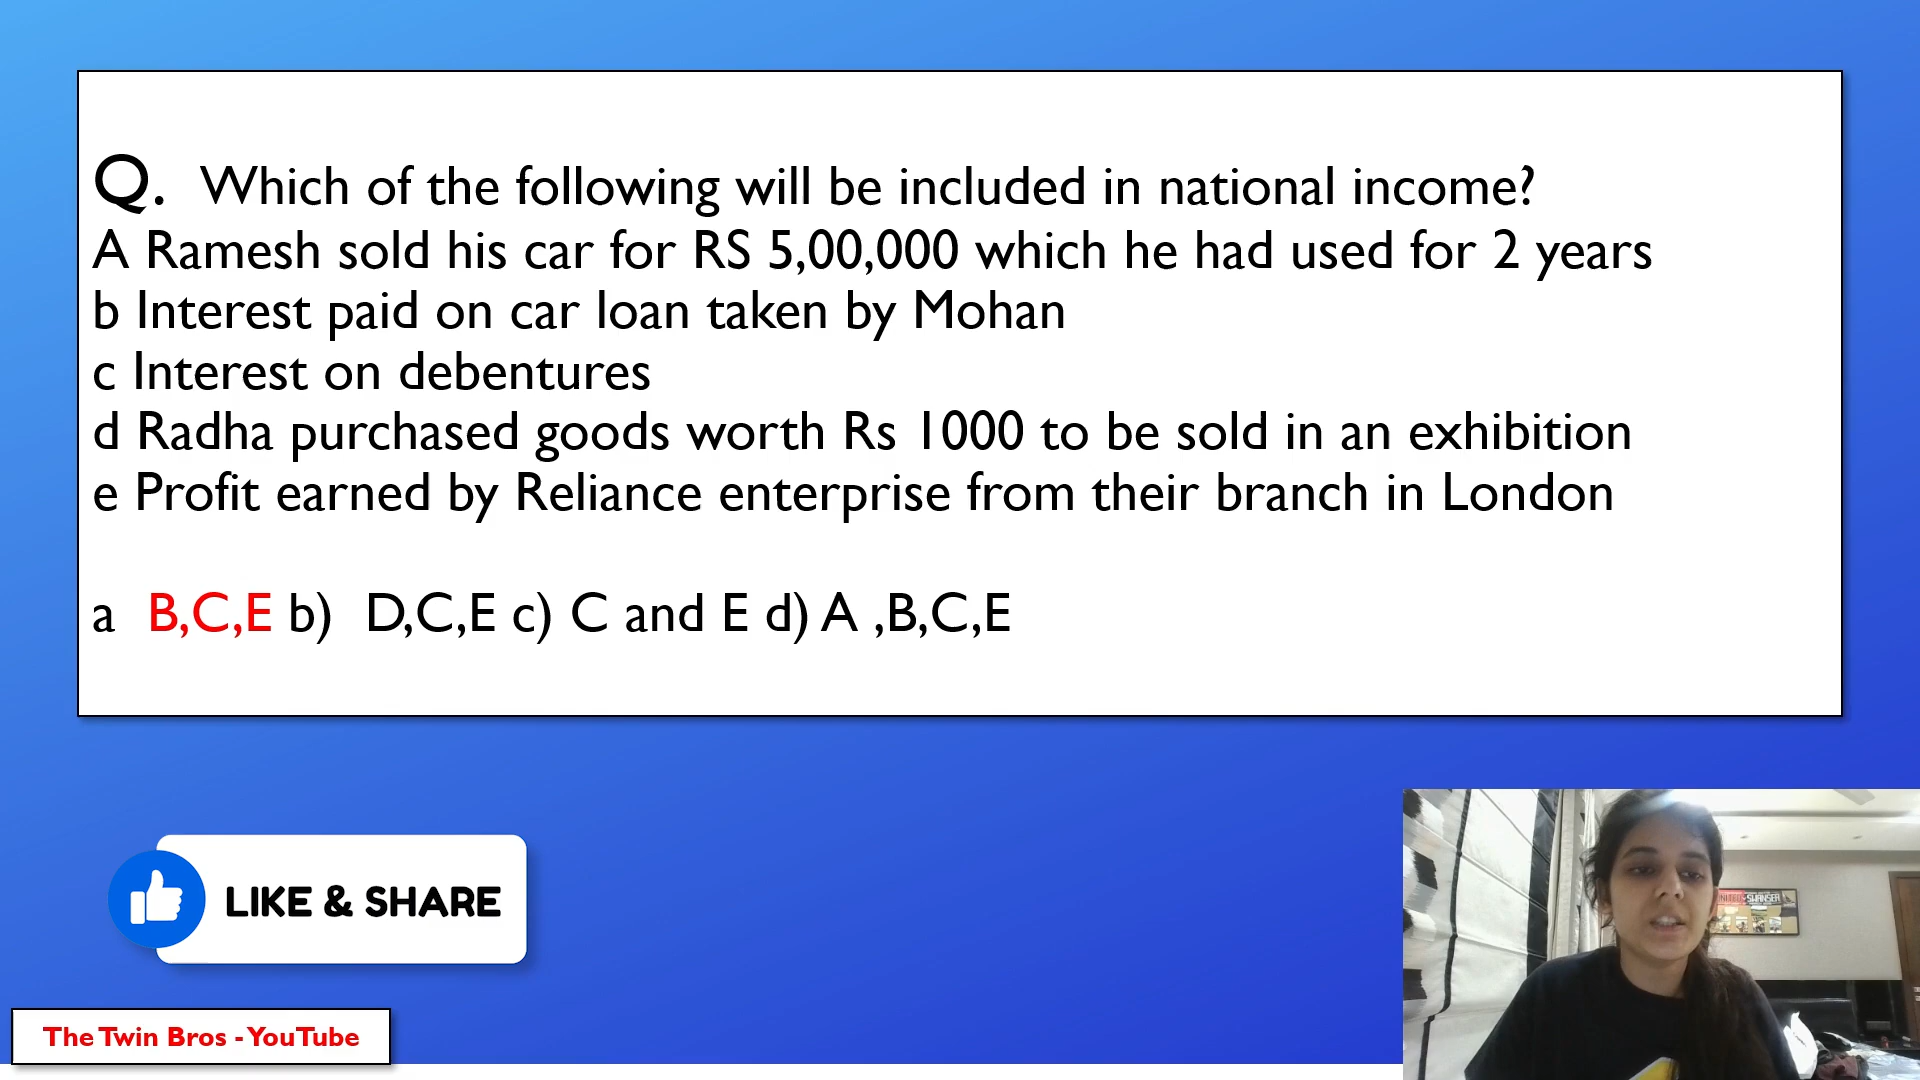 Q. Which of the following will be included in national income?
A Ramesh sold his car for RS 5,00,000 which he had used for 2 years
b Interest paid on car loan taken by Mohan
c Interest on debentures
d Radha purchased goods worth Rs 1000 to be sold in an exhibition
e Profit earned by Reliance enterprise from their branch in London
a B,C,E b) D,C,E c) C and E d) A ,B,C,E
LIKE & SHARE
The Twin Bros - YouTube